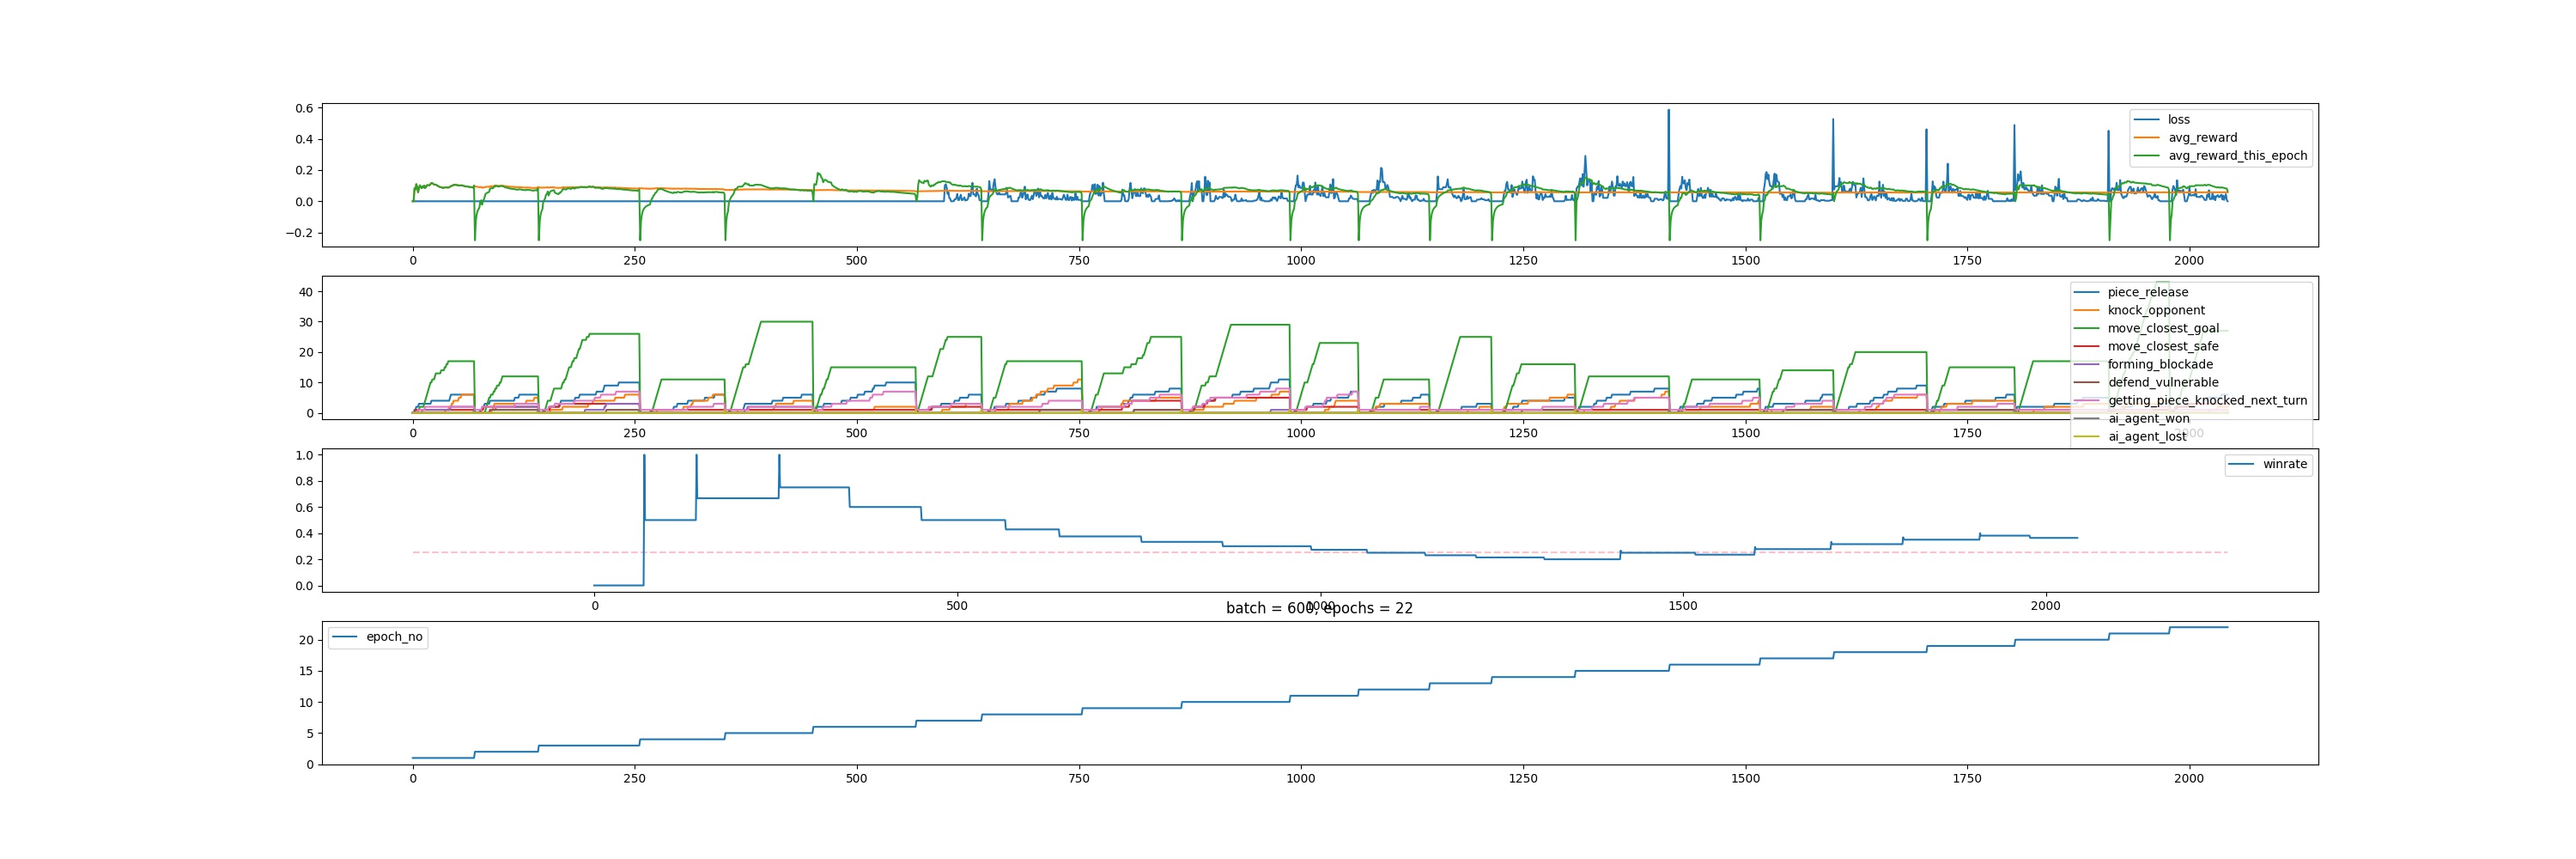 0.6
0.4
0.2
0.0
−0.2
loss
avg_reward
avg_reward_this_epoch
0 250 500 750 1000 1250 1500 1750 2000
40
30
20
10
0
piece_release
knock_opponent
move_closest_goal
move_closest_safe
forming_blockade
defend_vulnerable
getting_piece_knocked_next_turn
ai_agent_won
ai_agent_lost
0 250 500 750 1000 1250 1500 1750 2000
1.0
0.8
0.6
0.4
0.2
0.0
winrate
0 500 1000 1500 2000
batch = 600, epochs = 22
20
15
10
5
0
epoch_no
0 250 500 750 1000 1250 1500 1750 2000